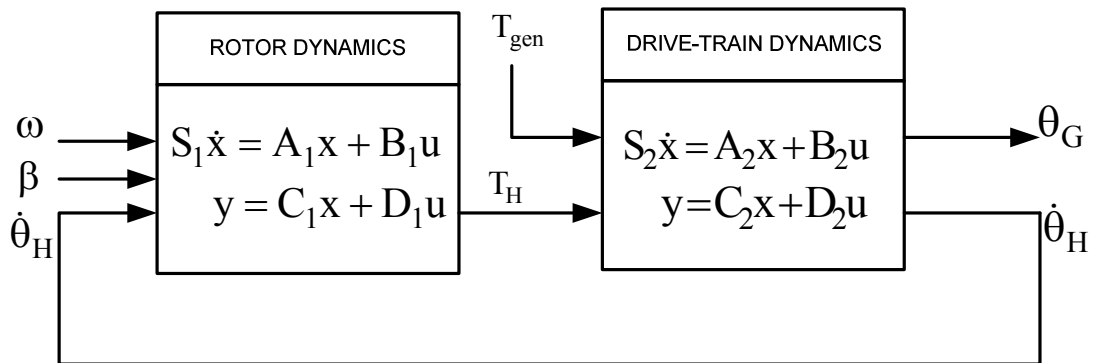 ROTOR DYNAMICS
T_gen
DRIVE-TRAIN DYNAMICS
ω
β
θ̇_H
S₁ẋ = A₁x + B₁u
y = C₁x + D₁u
T_H
S₂ẋ = A₂x + B₂u
y = C₂x + D₂u
θ_G
θ̇_H